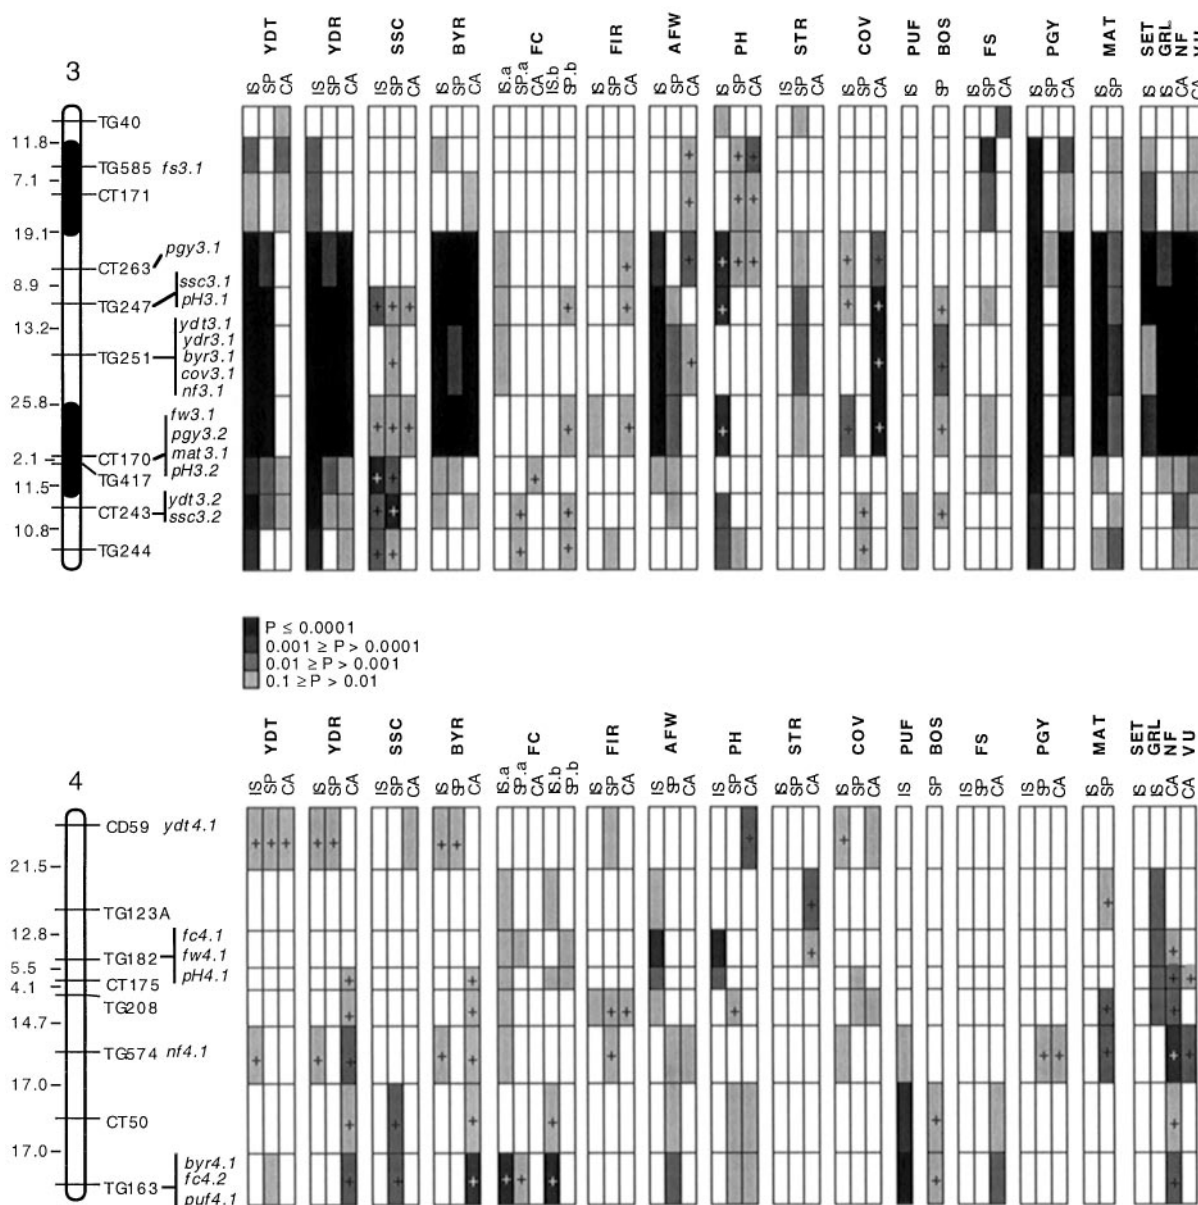 YDT YDR SSC BYR FC FIR AFW PH STR COV PUF BOS FS PGY MAT SET GRL NF VU
3
IS SP CA IS SP CA IS SP CA IS SP CA IS.a SP.a CA IS.b SP.b IS SP CA IS SP CA IS SP CA IS SP CA IS SP CA IS SP IS SP CA IS SP CA IS SP IS IS CA CA
TG40
11.8
TG585 fs3.1
7.1
CT171
19.1
pgy3.1
CT263
8.9
ssc3.1
TG247 pH3.1
13.2
ydt3.1
ydr3.1
TG251 byr3.1
cov3.1
nf3.1
25.8
fw3.1
pgy3.2
CT170 mat3.1
2.1
TG417 pH3.2
11.5
ydt3.2
CT243 ssc3.2
10.8
TG244
P ≤ 0.0001
0.001 ≥ P > 0.0001
0.01 ≥ P > 0.001
0.1 ≥ P > 0.01
YDT YDR SSC BYR FC FIR AFW PH STR COV PUF BOS FS PGY MAT SET GRL NF VU
4
IS SP CA IS SP CA IS SP CA IS SP CA IS.a SP.a CA IS.b SP.b IS SP CA IS SP CA IS SP CA IS SP CA IS SP CA IS SP IS SP CA IS SP CA IS SP IS IS CA CA
CD59 ydt4.1
21.5
TG123A
12.8
fc4.1
TG182 fw4.1
5.5
CT175 pH4.1
4.1
TG208
14.7
TG574 nf4.1
17.0
CT50
17.0
byr4.1
TG163 fc4.2
puf4.1